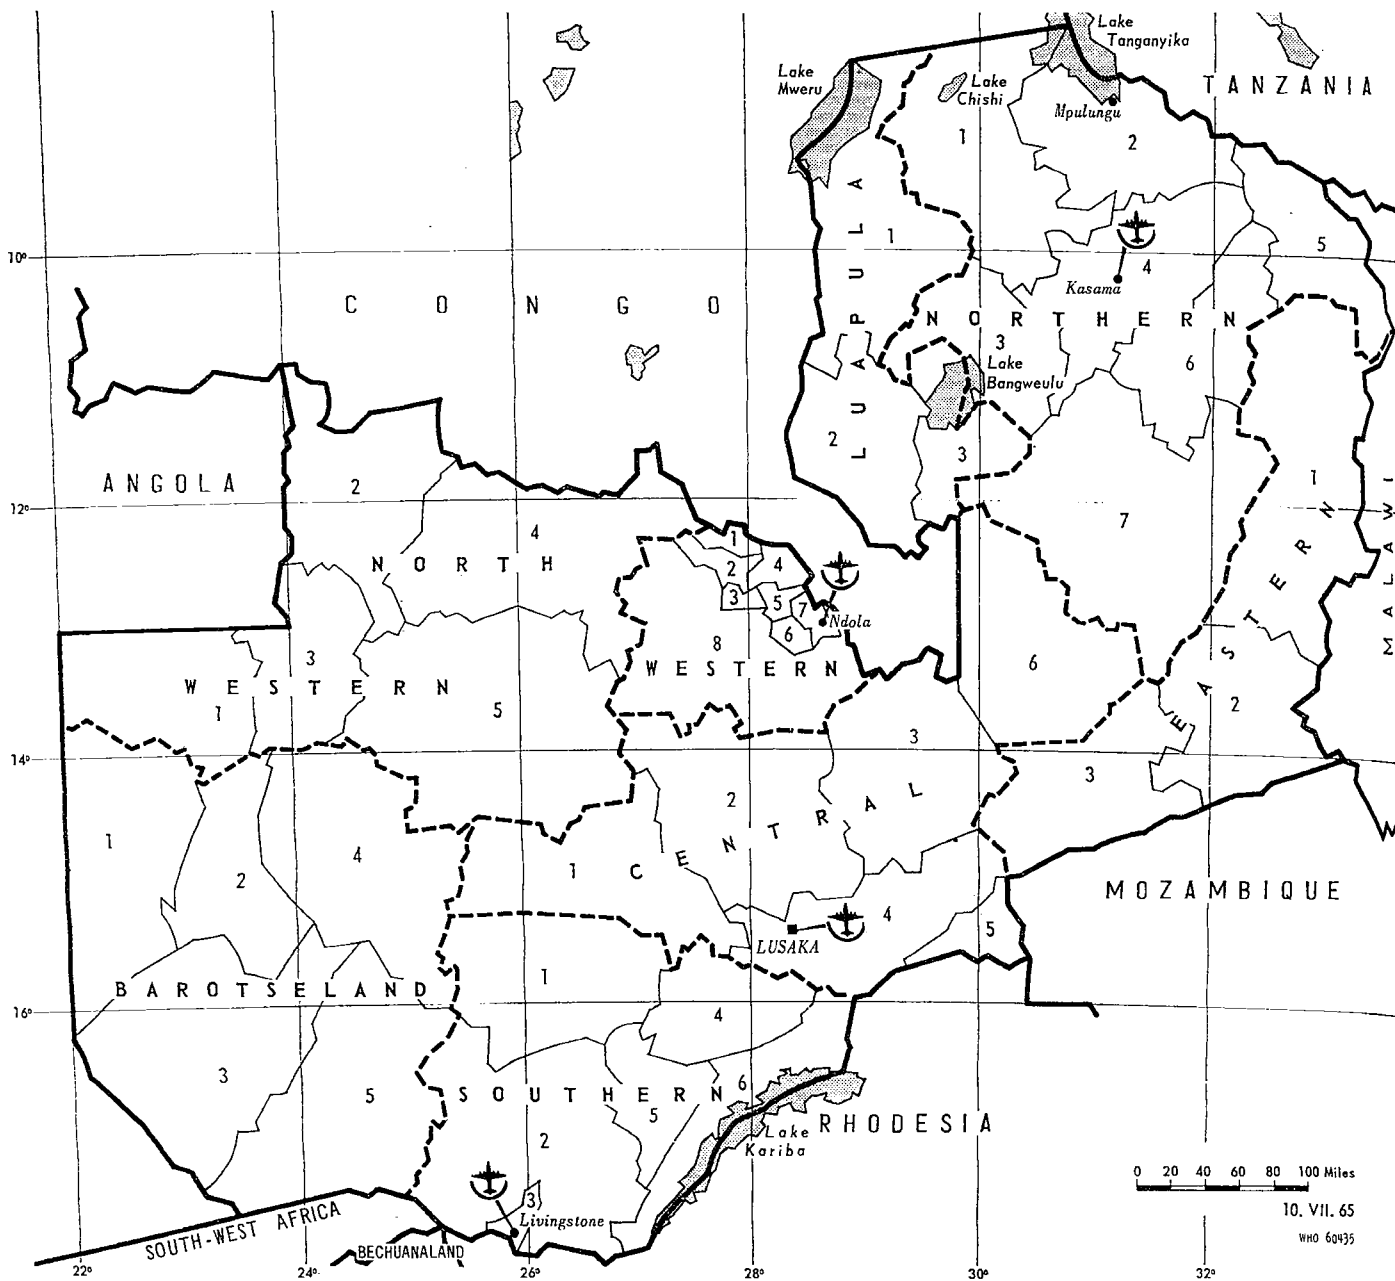 Lake
Tanganyika
Lake
Mweru
Lake
Chishi
TANZANIA
Mpulungu
1
2
LUAPULA
1
5
10°
4
Kasama
CONGO
NORTHERN
3
6
Lake
Bangweulu
2
3
ANGOLA
2
1
12°
4
7
EASTERN
MALAWI
NORTH
1
4
2
3
5
7
Ndola
6
8
3
WESTERN
WESTERN
6
1
5
2
3
14°
3
2
CENTRAL
1
4
1
2
MOZAMBIQUE
4
5
LUSAKA
1
BAROTSELAND
16°
4
3
5
SOUTHERN
6
5
RHODESIA
2
Lake
Kariba
3
Livingstone
0 20 40 60 80 100 Miles
SOUTH-WEST AFRICA
10. VII. 65
BECHUANALAND
WHO 60435
22° 24° 26° 28° 30° 32°